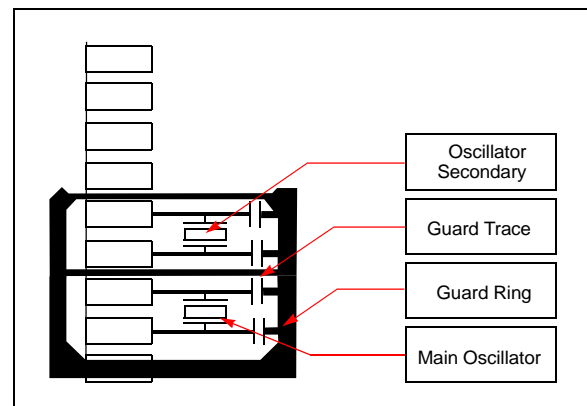 Oscillator
Secondary
Guard Trace
Guard Ring
Main Oscillator